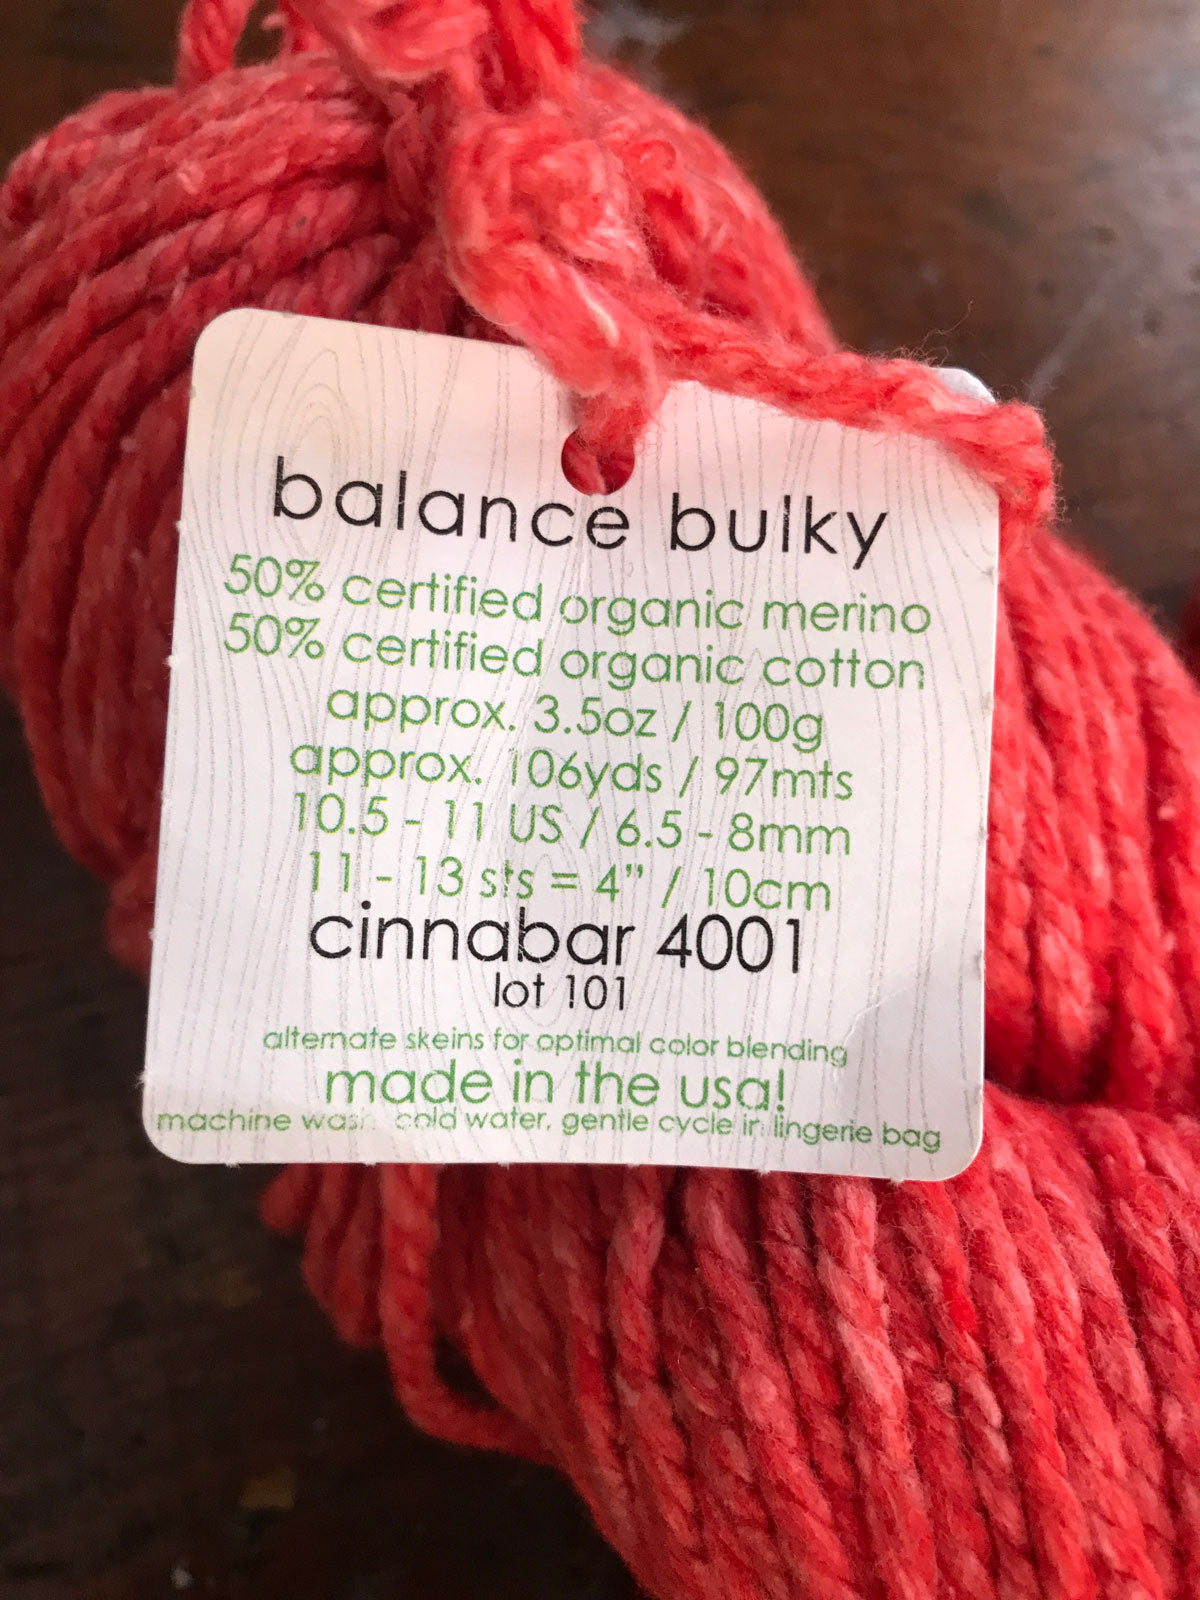 balance bulky
50% certified organic merino
50% certified organic cotton
approx. 3.5oz / 100g
approx. 106yds / 97mts
10.5 - 11 US / 6.5 - 8mm
11 - 13 sts = 4" / 10cm
cinnabar 4001
lot 101
alternate skeins for optimal color blending
made in the usa!
machine wash cold water, gentle cycle in lingerie bag